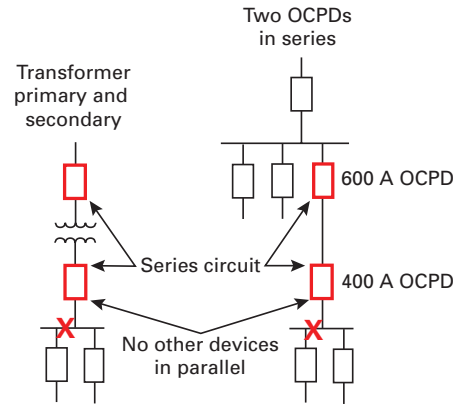 Two OCPDs
in series
Transformer
primary and
secondary
600 A OCPD
Series circuit
400 A OCPD
X
X
No other devices
in parallel